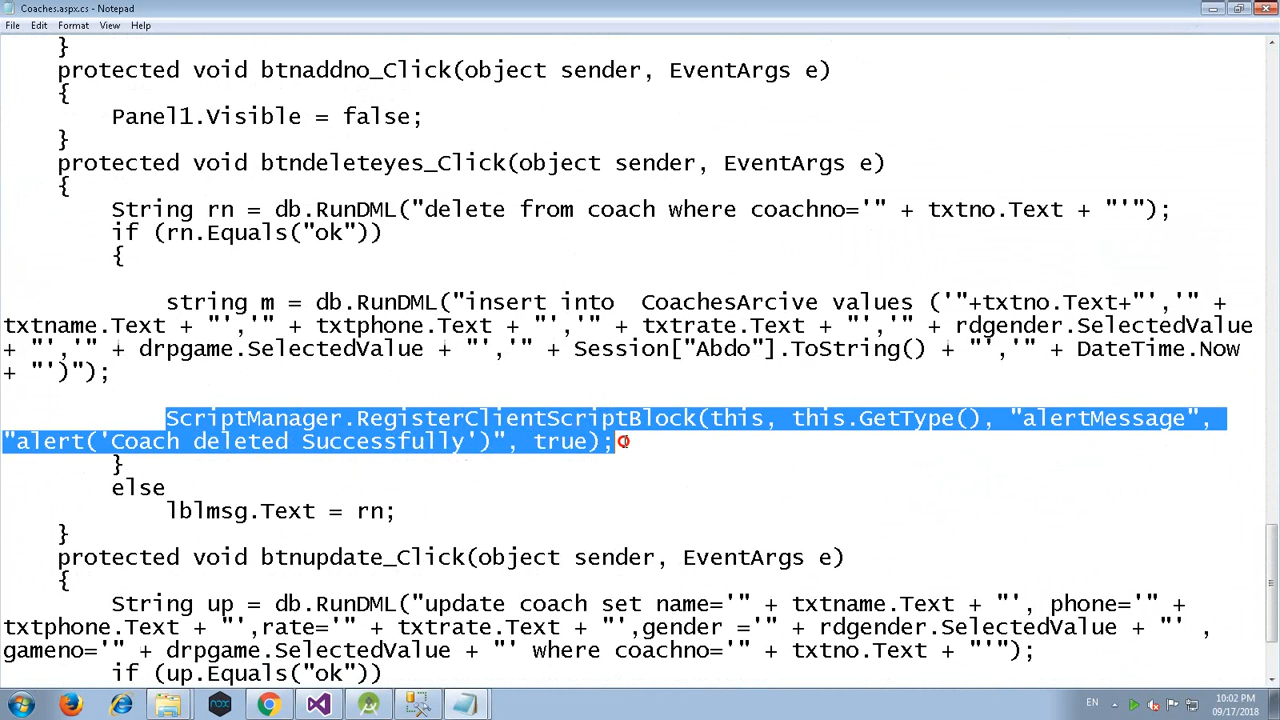 Coaches.aspx.cs - Notepad
File Edit Format View Help
}
protected void btnaddno_Click(object sender, EventArgs e)
{
Panel1.Visible = false;
}
protected void btndeleteyes_Click(object sender, EventArgs e)
{
String rn = db.RunDML("delete from coach where coachno='" + txtno.Text + "'");
if (rn.Equals("ok"))
{
string m = db.RunDML("insert into  CoachesArcive values ('"+txtno.Text+"','" +
txtname.Text + "','" + txtphone.Text + "','" + txtrate.Text + "','" + rdgender.SelectedValue
+ "','" + drpgame.SelectedValue + "','" + Session["Abdo"].ToString() + "','" + DateTime.Now
+ "')");
ScriptManager.RegisterClientScriptBlock(this, this.GetType(), "alertMessage",
"alert('Coach deleted Successfully')", true);
}
else
lblmsg.Text = rn;
}
protected void btnupdate_Click(object sender, EventArgs e)
{
String up = db.RunDML("update coach set name='" + txtname.Text + "', phone='" +
txtphone.Text + "',rate='" + txtrate.Text + "',gender ='" + rdgender.SelectedValue + "' ,
gameno='" + drpgame.SelectedValue + "' where coachno='" + txtno.Text + "'");
if (up.Equals("ok"))
nox
EN
10:02 PM
09/17/2018